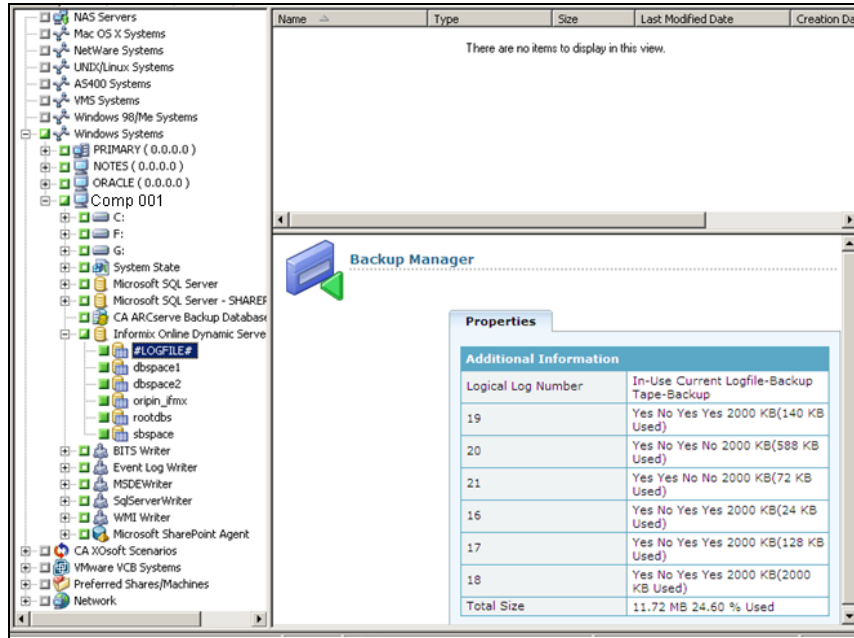 NAS Servers
Mac OS X Systems
NetWare Systems
UNIX/Linux Systems
AS400 Systems
VMS Systems
Windows 98/Me Systems
Windows Systems
PRIMARY ( 0.0.0.0 )
NOTES ( 0.0.0.0 )
ORACLE ( 0.0.0.0 )
Comp 001
C:
F:
G:
System State
Microsoft SQL Server
Microsoft SQL Server - SHAREF
CA ARCserve Backup Database
Informix Online Dynamic Serve
#LOGFILE#
dbspace1
dbspace2
oripin_ifmx
rootdbs
sbspace
BITS Writer
Event Log Writer
MSDEWriter
SqlServerWriter
WMI Writer
Microsoft SharePoint Agent
CA XOsoft Scenarios
VMware VCB Systems
Preferred Shares/Machines
Network
Name Type Size Last Modified Date Creation Da
There are no items to display in this view.
Backup Manager
Properties
Additional Information
Logical Log Number In-Use Current Logfile-Backup
Tape-Backup
19 Yes No Yes Yes 2000 KB(140 KB
Used)
20 Yes No Yes No 2000 KB(588 KB
Used)
21 Yes Yes No No 2000 KB(72 KB
Used)
16 Yes No Yes Yes 2000 KB(24 KB
Used)
17 Yes No Yes Yes 2000 KB(128 KB
Used)
18 Yes No Yes Yes 2000 KB(2000
KB Used)
Total Size 11.72 MB 24.60 % Used